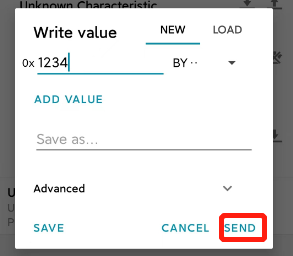 Unknown Characteristic
Write value NEW LOAD
0x 1234 BY ··
ADD VALUE
Save as...
Advanced
SAVE CANCEL SEND